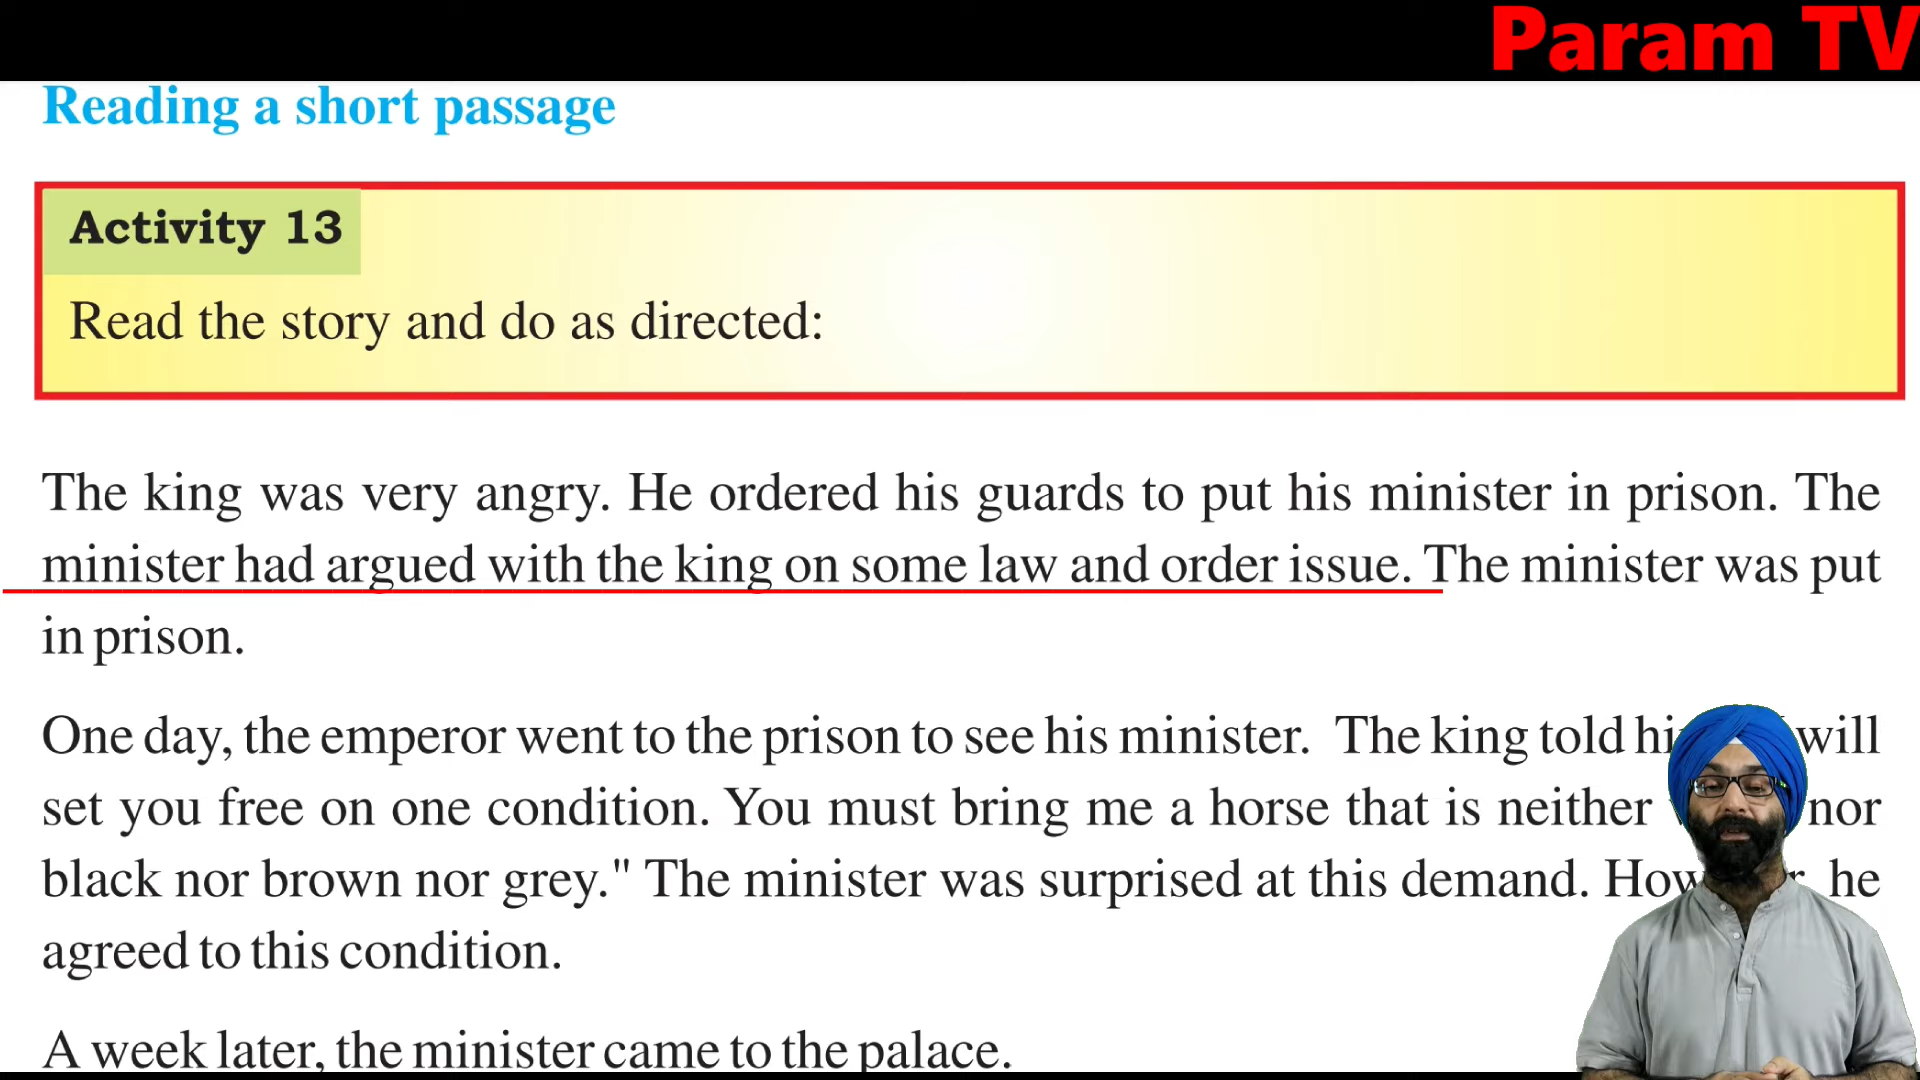 Param TV
Reading a short passage
Activity 13
Read the story and do as directed:
The king was very angry. He ordered his guards to put his minister in prison. The
minister had argued with the king on some law and order issue. The minister was put
in prison.
One day, the emperor went to the prison to see his minister. The king told will
set you free on one condition. You must bring me a horse that is neither nor
black nor brown nor grey." The minister was surprised at this demand. he
agreed to this condition.
A week later, the minister came to the palace.